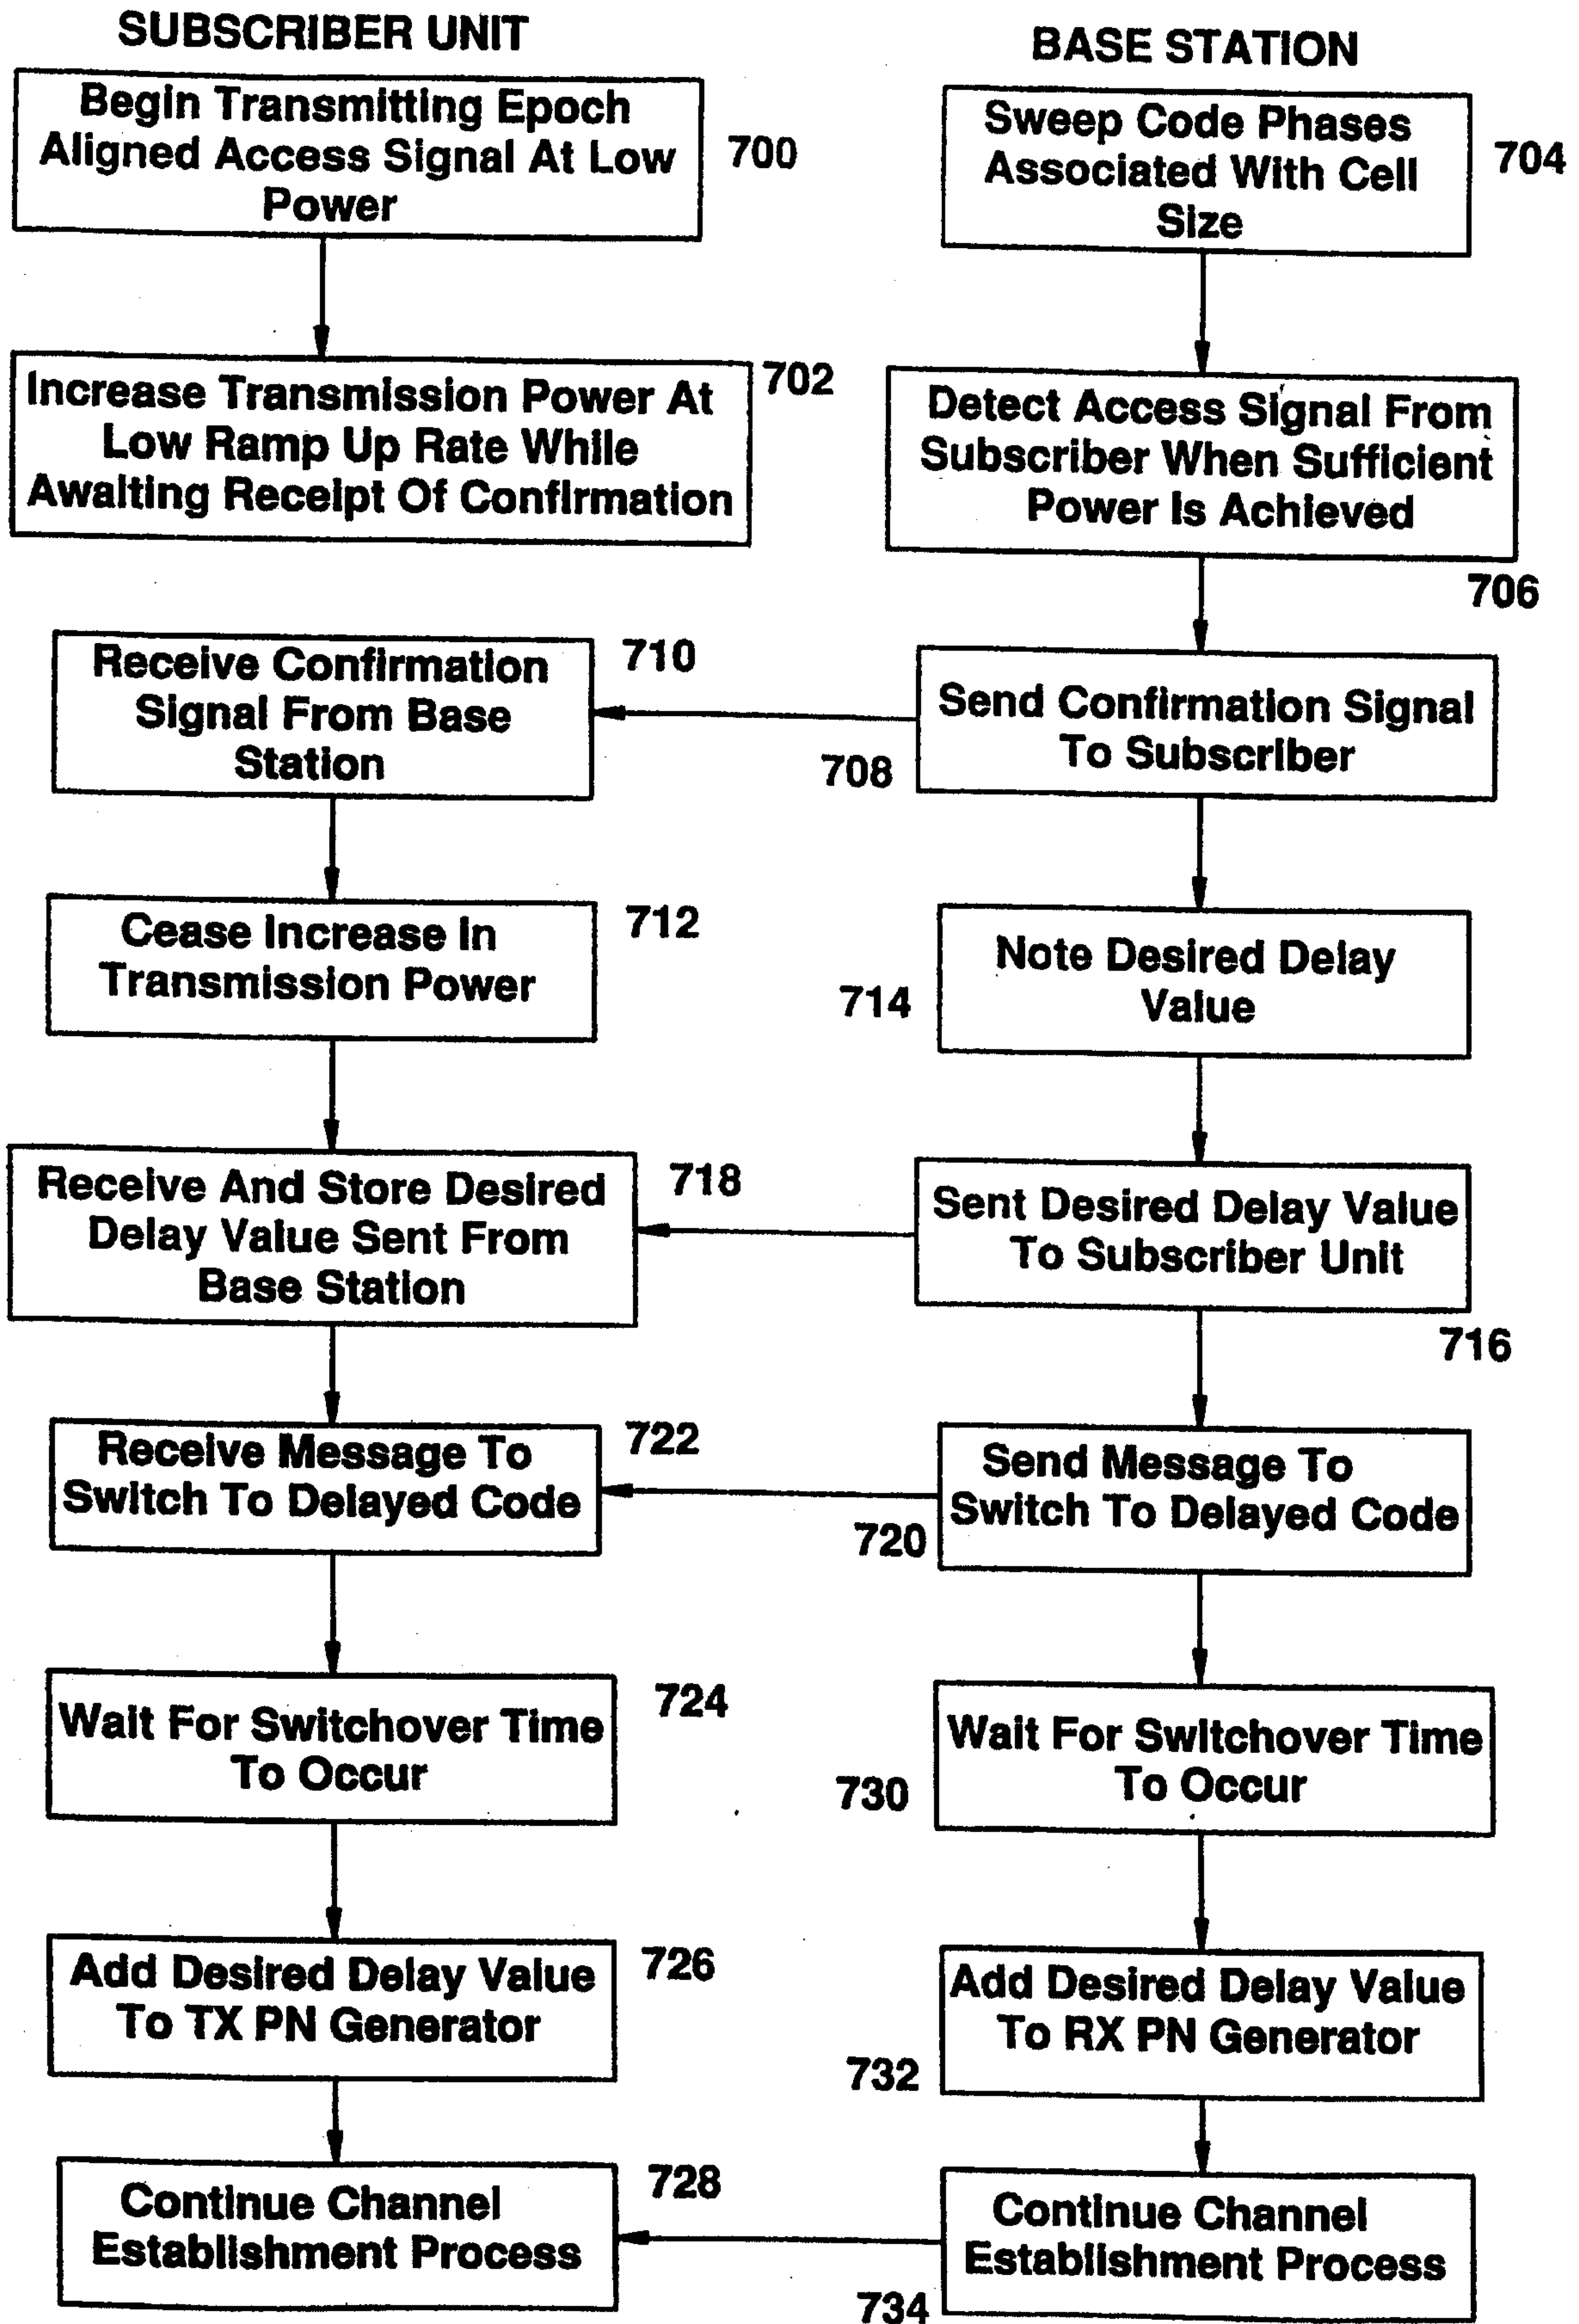 SUBSCRIBER UNIT
BASE STATION
Begin Transmitting Epoch
Aligned Access Signal At Low
Power
700
Sweep Code Phases
Associated With Cell
Size
704
Increase Transmission Power At
Low Ramp Up Rate While
Awaiting Receipt Of Confirmation
702
Detect Access Signal From
Subscriber When Sufficient
Power Is Achieved
706
Receive Confirmation
Signal From Base
Station
710
Send Confirmation Signal
To Subscriber
708
Cease Increase In
Transmission Power
712
Note Desired Delay
Value
714
Receive And Store Desired
Delay Value Sent From
Base Station
718
Sent Desired Delay Value
To Subscriber Unit
716
Receive Message To
Switch To Delayed Code
722
Send Message To
Switch To Delayed Code
720
Wait For Switchover Time
To Occur
724
Wait For Switchover Time
To Occur
730
Add Desired Delay Value
To TX PN Generator
726
Add Desired Delay Value
To RX PN Generator
732
Continue Channel
Establishment Process
728
Continue Channel
Establishment Process
734